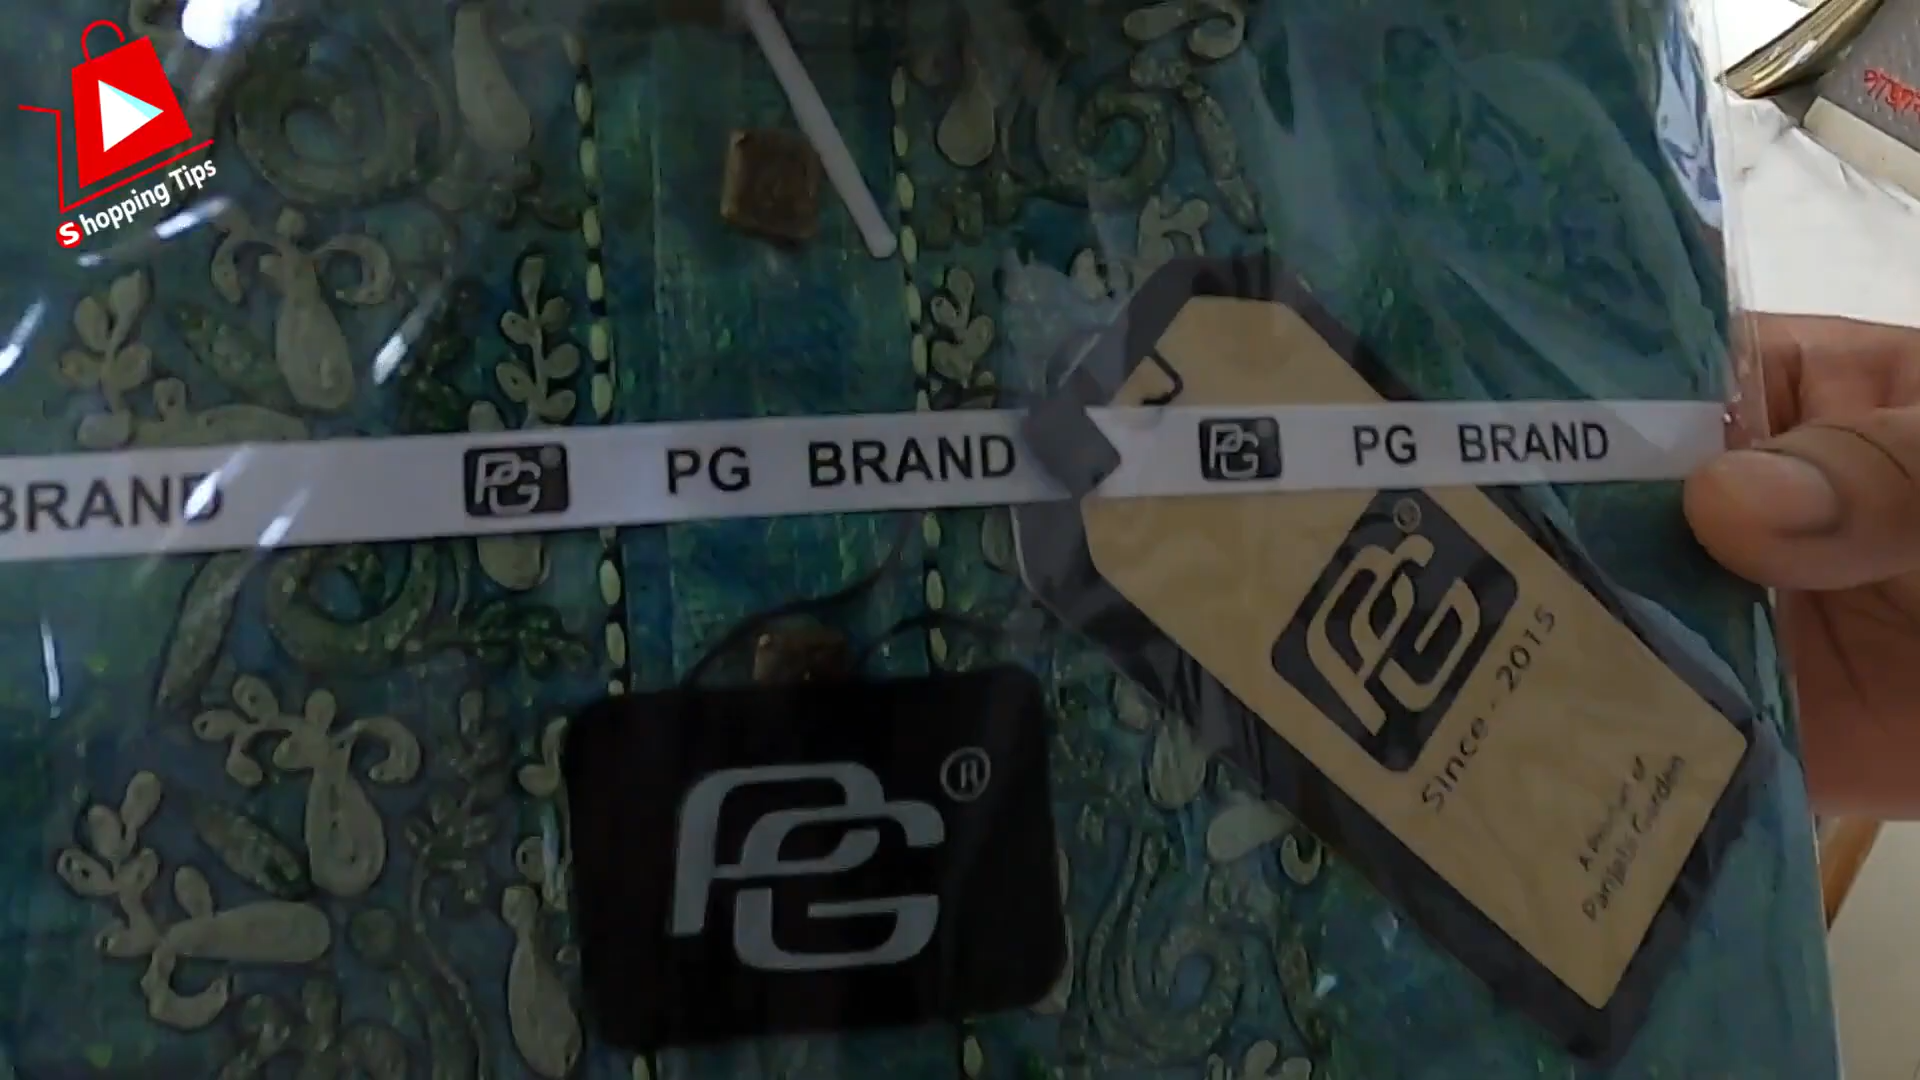 Shopping Tips
BRAND PG PG BRAND PG PG BRAND
PG
Since - 2015
PG